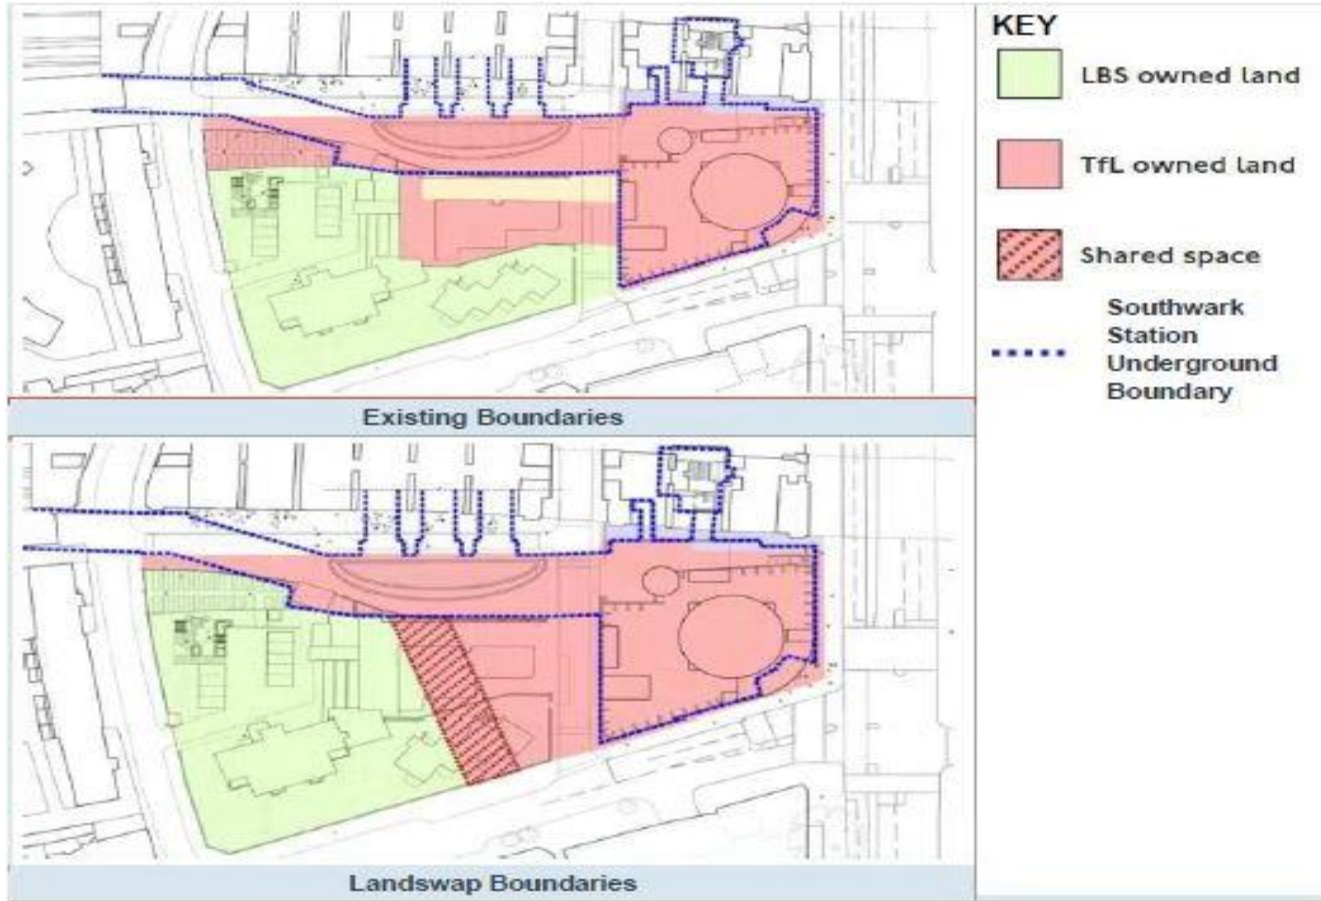 KEY
LBS owned land
TfL owned land
Shared space
Southwark
Station
Underground
Boundary
Existing Boundaries
Landswap Boundaries